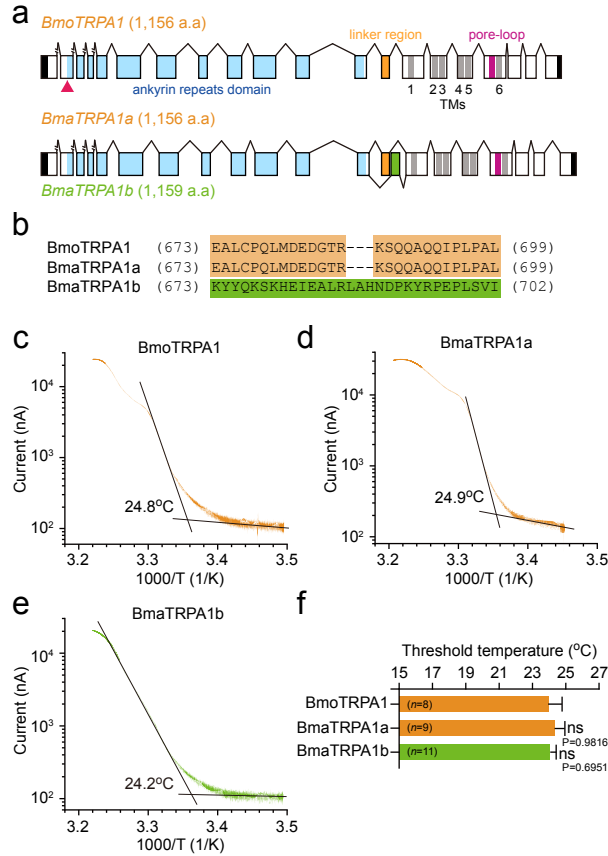 a
BmoTRPA1 (1,156 a.a)
linker region
pore-loop
ankyrin repeats domain
1 2 3 4 5 6
TMs
BmaTRPA1a (1,156 a.a)
BmaTRPA1b (1,159 a.a)
b
BmoTRPA1 (673) EALCPQLMDEDGTR---KSQQAQQIPLPAL (699)
BmaTRPA1a (673) EALCPQLMDEDGTR---KSQQAQQIPLPAL (699)
BmaTRPA1b (673) KYYQKSKHEIEALRLAHNDPKYRPEPLSVI (702)
c
BmoTRPA1
Current (nA)
10⁴
10³
10²
24.8ºC
3.2 3.3 3.4 3.5
1000/T (1/K)
d
BmaTRPA1a
Current (nA)
10⁴
10³
10²
24.9ºC
3.2 3.3 3.4 3.5
1000/T (1/K)
e
BmaTRPA1b
Current (nA)
10⁴
10³
10²
24.2ºC
3.2 3.3 3.4 3.5
1000/T (1/K)
f
Threshold temperature (ºC)
15 17 19 21 23 25 27
BmoTRPA1 (n=8)
BmaTRPA1a (n=9) ns
P=0.9816
BmaTRPA1b (n=11) ns
P=0.6951